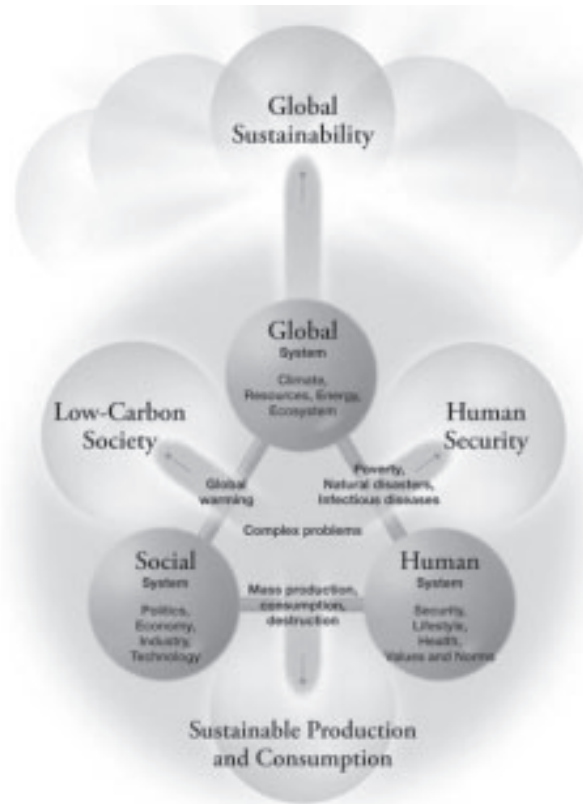 Global
Sustainability
Global
System
Climate,
Resources, Energy,
Ecosystem
Low-Carbon
Society
Human
Security
Global
warming
Poverty,
Natural disasters,
Infectious diseases
Complex problems
Social
System
Politics,
Economy,
Industry,
Technology
Mass production,
consumption,
destruction
Human
System
Security,
Lifestyle,
Health,
Values and Norms
Sustainable Production
and Consumption